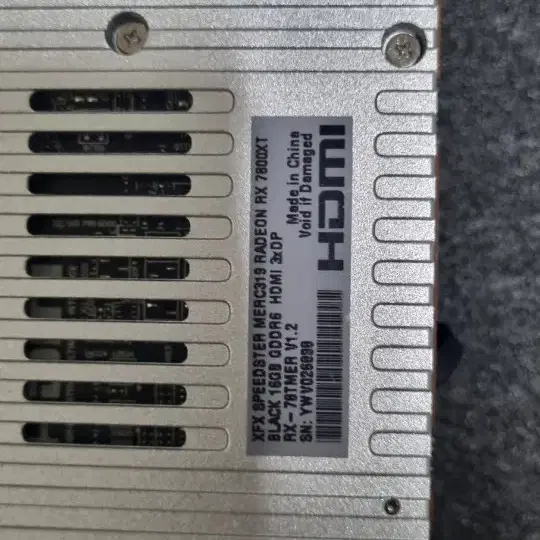 XFX SPEEDSTER MERC319 RADEON RX 7800XT
BLACK 16GB GDDR6 HDMI 3xDP
RX-78TMER V1.2
SN: YWV026090
Made in China
Void if Damaged
HDMI